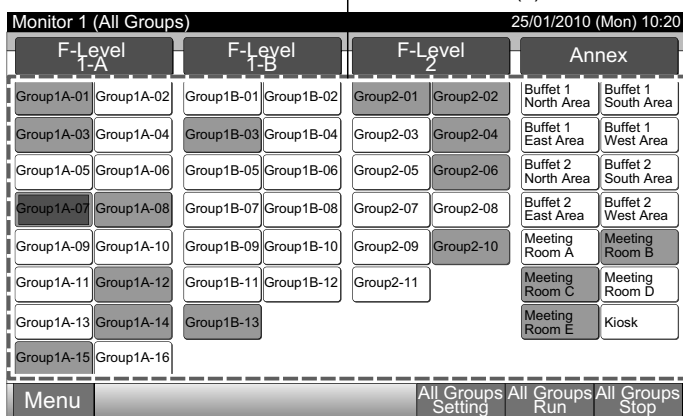 Monitor 1 (All Groups) 25/01/2010 (Mon) 10:20
F-Level
1-A
F-Level
1-B
F-Level
2
Annex
Group1A-01 Group1A-02 Group1B-01 Group1B-02 Group2-01 Group2-02 Buffet 1 North Area Buffet 1 South Area
Group1A-03 Group1A-04 Group1B-03 Group1B-04 Group2-03 Group2-04 Buffet 1 East Area Buffet 1 West Area
Group1A-05 Group1A-06 Group1B-05 Group1B-06 Group2-05 Group2-06 Buffet 2 North Area Buffet 2 South Area
Group1A-07 Group1A-08 Group1B-07 Group1B-08 Group2-07 Group2-08 Buffet 2 East Area Buffet 2 West Area
Group1A-09 Group1A-10 Group1B-09 Group1B-10 Group2-09 Group2-10 Meeting Room A Meeting Room B
Group1A-11 Group1A-12 Group1B-11 Group1B-12 Group2-11 Meeting Room C Meeting Room D
Group1A-13 Group1A-14 Group1B-13 Meeting Room E Kiosk
Group1A-15 Group1A-16
Menu All Groups Setting All Groups Run All Groups Stop